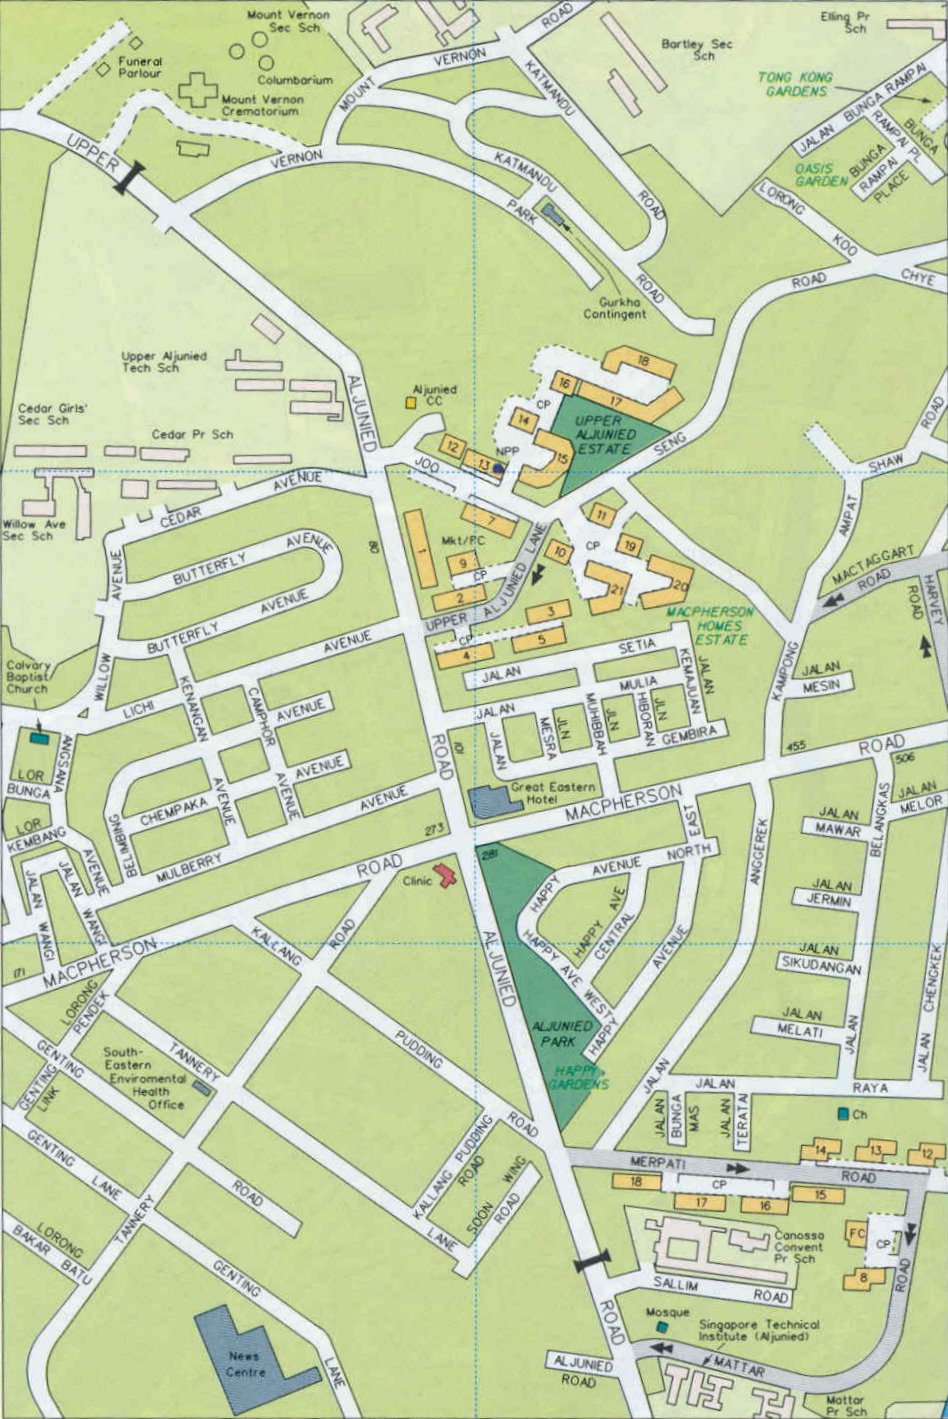 Mount Vernon
Sec Sch
ROAD
Elling Pr
Sch
Funeral
Parlour
Columbarium
Mount Vernon
Crematorium
MOUNT
VERNON
KATMANDU
Bartley Sec
Sch
TONG KONG
GARDENS
JALAN BUNGA RAMPAI
BUNGA
RAMPAI PL
BUNGA
RAMPAI
PLACE
OASIS
GARDEN
UPPER
VERNON
KATMANDU
PARK
ROAD
ROAD
LORONG
KOO
CHYE
ROAD
Gurkha
Contingent
Upper Aljunied
Tech Sch
Cedar Girls'
Sec Sch
Cedar Pr Sch
Willow Ave
Sec Sch
ALJUNIED
Aljunied
CC
18
16
17
CP
14
UPPER
ALJUNIED
ESTATE
SENG
12
13
NPP
15
JOO
ROAD
SHAW
AMPAT
CEDAR
AVENUE
80
1
7
Mkt/FC
9
CP
2
UPPER ALJUNIED LANE
11
10
CP
19
21
20
3
CP
5
4
MACPHERSON
HOMES
ESTATE
MACTAGGART
ROAD
HARVEY
ROAD
AVENUE
BUTTERFLY
AVENUE
BUTTERFLY
AVENUE
WILLOW
Calvary
Baptist
Church
LICHI
AVENUE
KENANGAN
AVENUE
CAMPHOR
AVENUE
AVENUE
CHEMPAKA
AVENUE
BELIMBING
MULBERRY
AVENUE
JALAN
SETIA
JALAN
KEMAJUAN
MULIA
JALAN
GEMBIRA
JALAN
JLN
MESRA
MUHIBBAH
JLN
JLN
HIBORAN
KAMPONG
JALAN
MESIN
455
ROAD
506
ROAD
101
Great Eastern
Hotel
MACPHERSON
LOR
BUNGA
ANGSANA
AVENUE
LOR
KEMBANG
JALAN
WANGI
JALAN
WANGI
171
MACPHERSON
ROAD
273
281
Clinic
HAPPY
AVENUE
NORTH
EAST
HAPPY AVE
CENTRAL
AVENUE
HAPPY
HAPPY AVE WEST
ALJUNIED
PARK
HAPPY
GARDENS
ANGGEREK
JALAN
JALAN
MAWAR
JALAN
MELOR
BELANGKAS
JALAN
JALAN
JERMIN
JALAN
SIKUDANGAN
JALAN
MELATI
JALAN
CHENGKEK
JALAN
RAYA
JALAN
BUNGA
MAS
JALAN
TERATAI
Ch
KALLANG
PUDDING
ROAD
ROAD
LORONG
PENDEK
TANNERY
South-
Eastern
Enviromental
Health
Office
GENTING
ROAD
GENTING
LINK
GENTING
LANE
TANNERY
LORONG
BAKAR
BATU
KALLANG PUDDING
ROAD
SOON WING
ROAD
LANE
GENTING
LANE
News
Centre
ALJUNIED
MERPATI
ROAD
14
13
12
18
CP
17
16
15
Canossa
Convent
Pr Sch
FC
CP
8
ROAD
SALLIM
ROAD
ROAD
Mosque
Singapore Technical
Institute (Aljunied)
MATTAR
ALJUNIED
ROAD
Mattar
Pr Sch